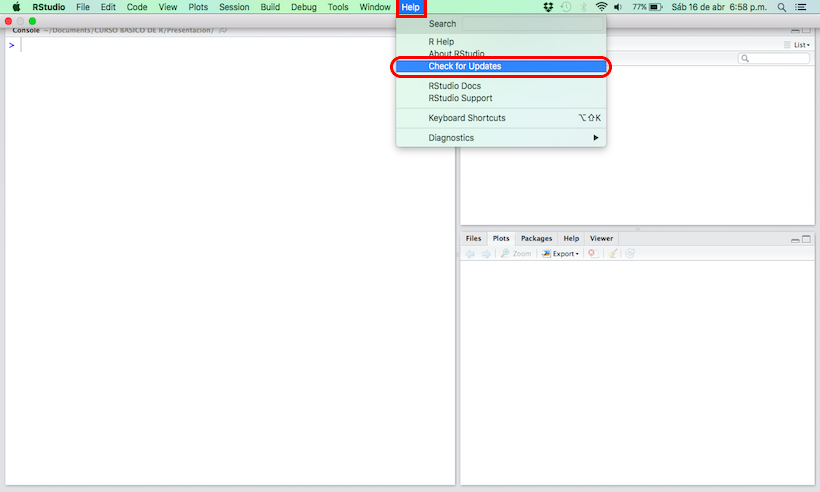 RStudio File Edit Code View Plots Session Build Debug Tools Window Help 77% Sáb 16 de abr 6:58 p.m.
Search
Console ~/Documents/CURSO BASICO DE R/Presentacion/
>
R Help
List
About RStudio
Check for Updates
RStudio Docs
RStudio Support
Keyboard Shortcuts ⌥⇧K
Diagnostics
Files Plots Packages Help Viewer
Zoom Export